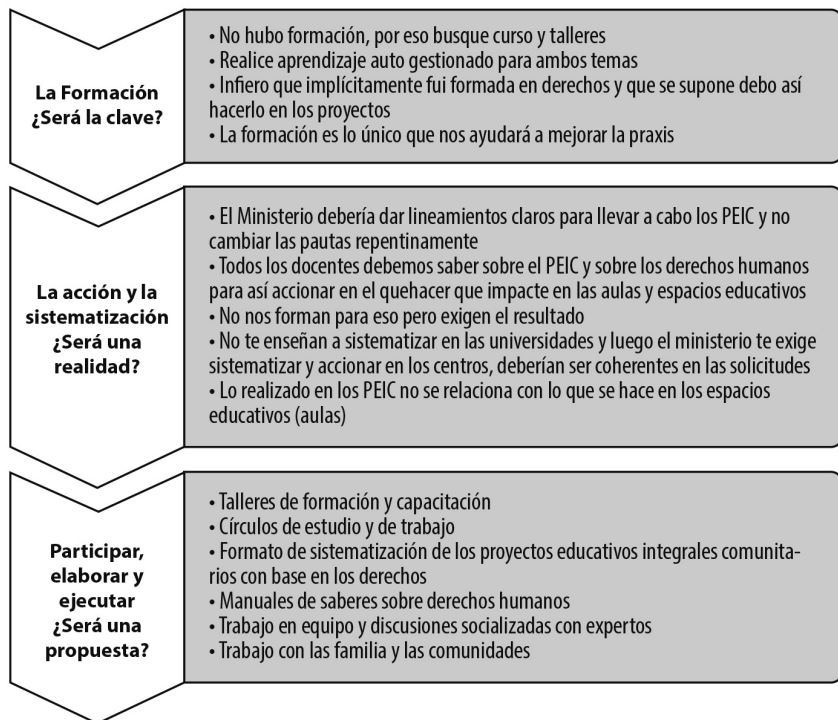 La Formación
¿Será la clave?
• No hubo formación, por eso busque curso y talleres
• Realice aprendizaje auto gestionado para ambos temas
• Infiero que implícitamente fui formada en derechos y que se supone debo así
hacerlo en los proyectos
• La formación es lo único que nos ayudará a mejorar la praxis
La acción y la
sistematización
¿Será una
realidad?
• El Ministerio debería dar lineamientos claros para llevar a cabo los PEIC y no
cambiar las pautas repentinamente
• Todos los docentes debemos saber sobre el PEIC y sobre los derechos humanos
para así accionar en el quehacer que impacte en las aulas y espacios educativos
• No nos forman para eso pero exigen el resultado
• No te enseñan a sistematizar en las universidades y luego el ministerio te exige
sistematizar y accionar en los centros, deberían ser coherentes en las solicitudes
• Lo realizado en los PEIC no se relaciona con lo que se hace en los espacios
educativos (aulas)
Participar,
elaborar y
ejecutar
¿Será una
propuesta?
• Talleres de formación y capacitación
• Círculos de estudio y de trabajo
• Formato de sistematización de los proyectos educativos integrales comunita-
rios con base en los derechos
• Manuales de saberes sobre derechos humanos
• Trabajo en equipo y discusiones socializadas con expertos
• Trabajo con las familia y las comunidades